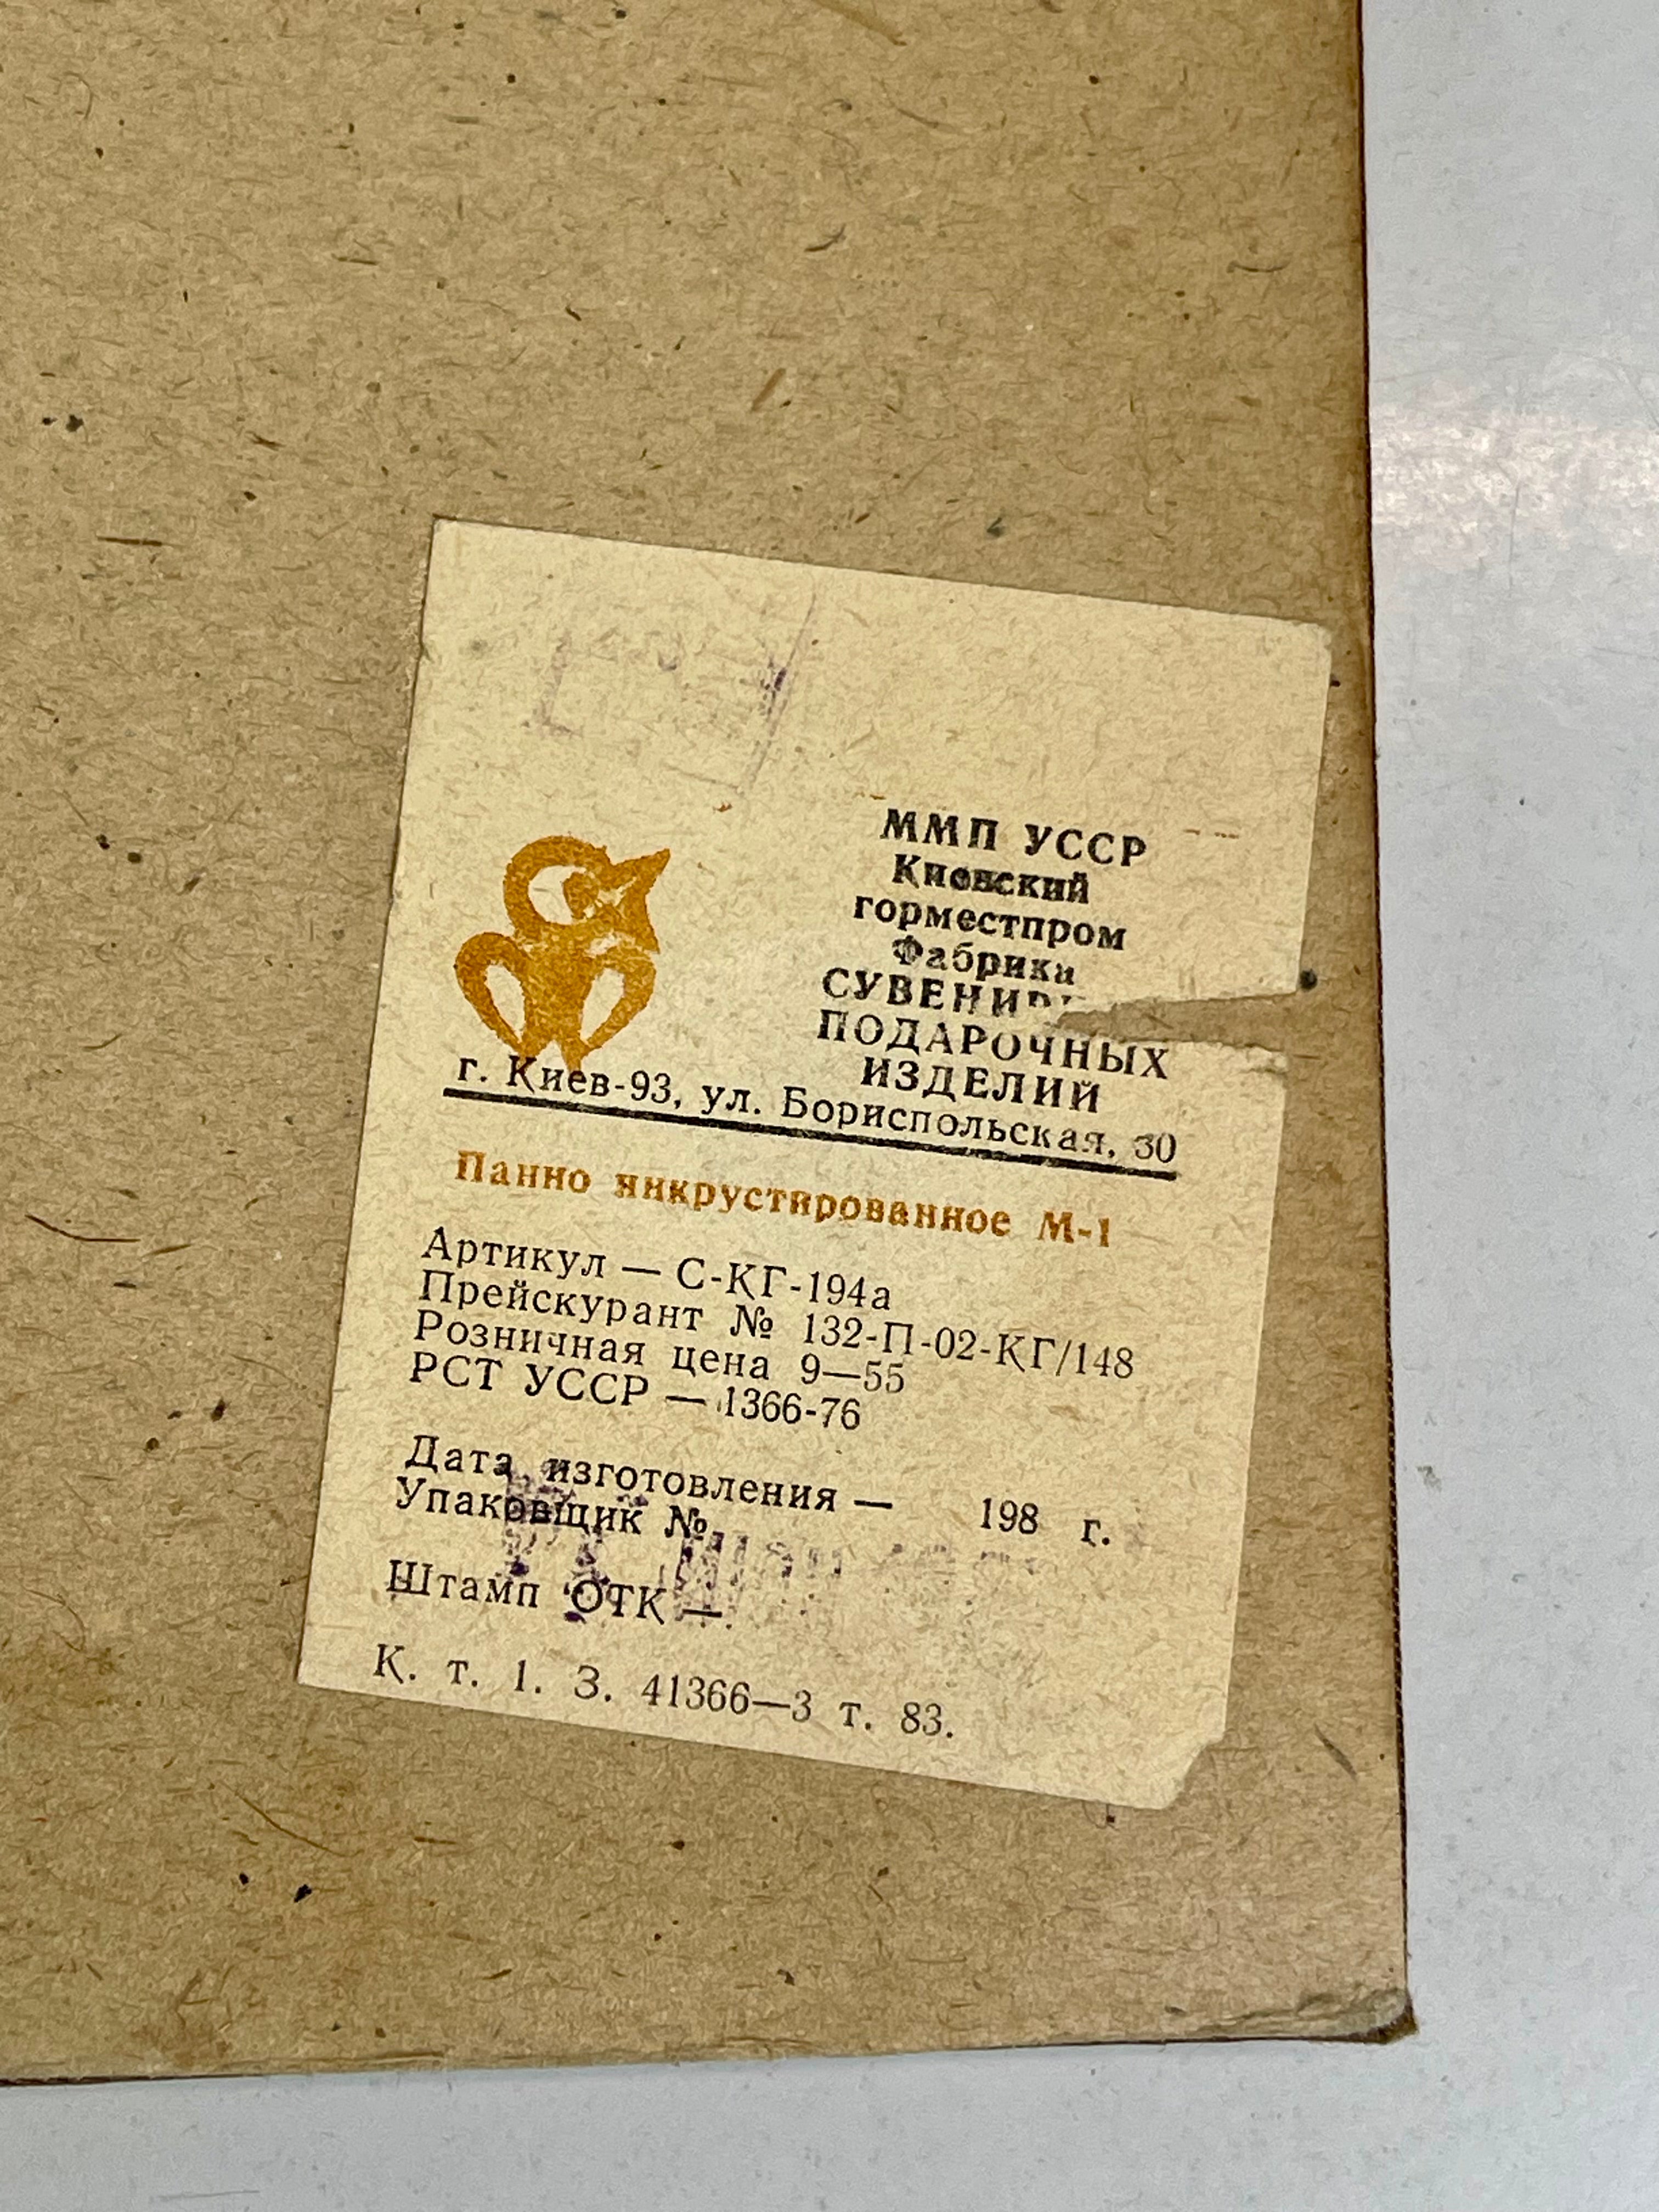 ММП УССР
Киевский
горместпром
Фабрика
СУВЕНИР
ПОДАРОЧНЫХ
ИЗДЕЛИЙ
г. Киев-93, ул. Бориспольская, 30
Панно инкрустированное М-1
Артикул — С-КГ-194а
Прейскурант № 132-П-02-КГ/148
Розничная цена 9—55
РСТ УССР — 1366-76
Дата изготовления — 198 г.
Упаковщик №
Штамп ОТК —
К. т. 1. З. 41366—3 т. 83.